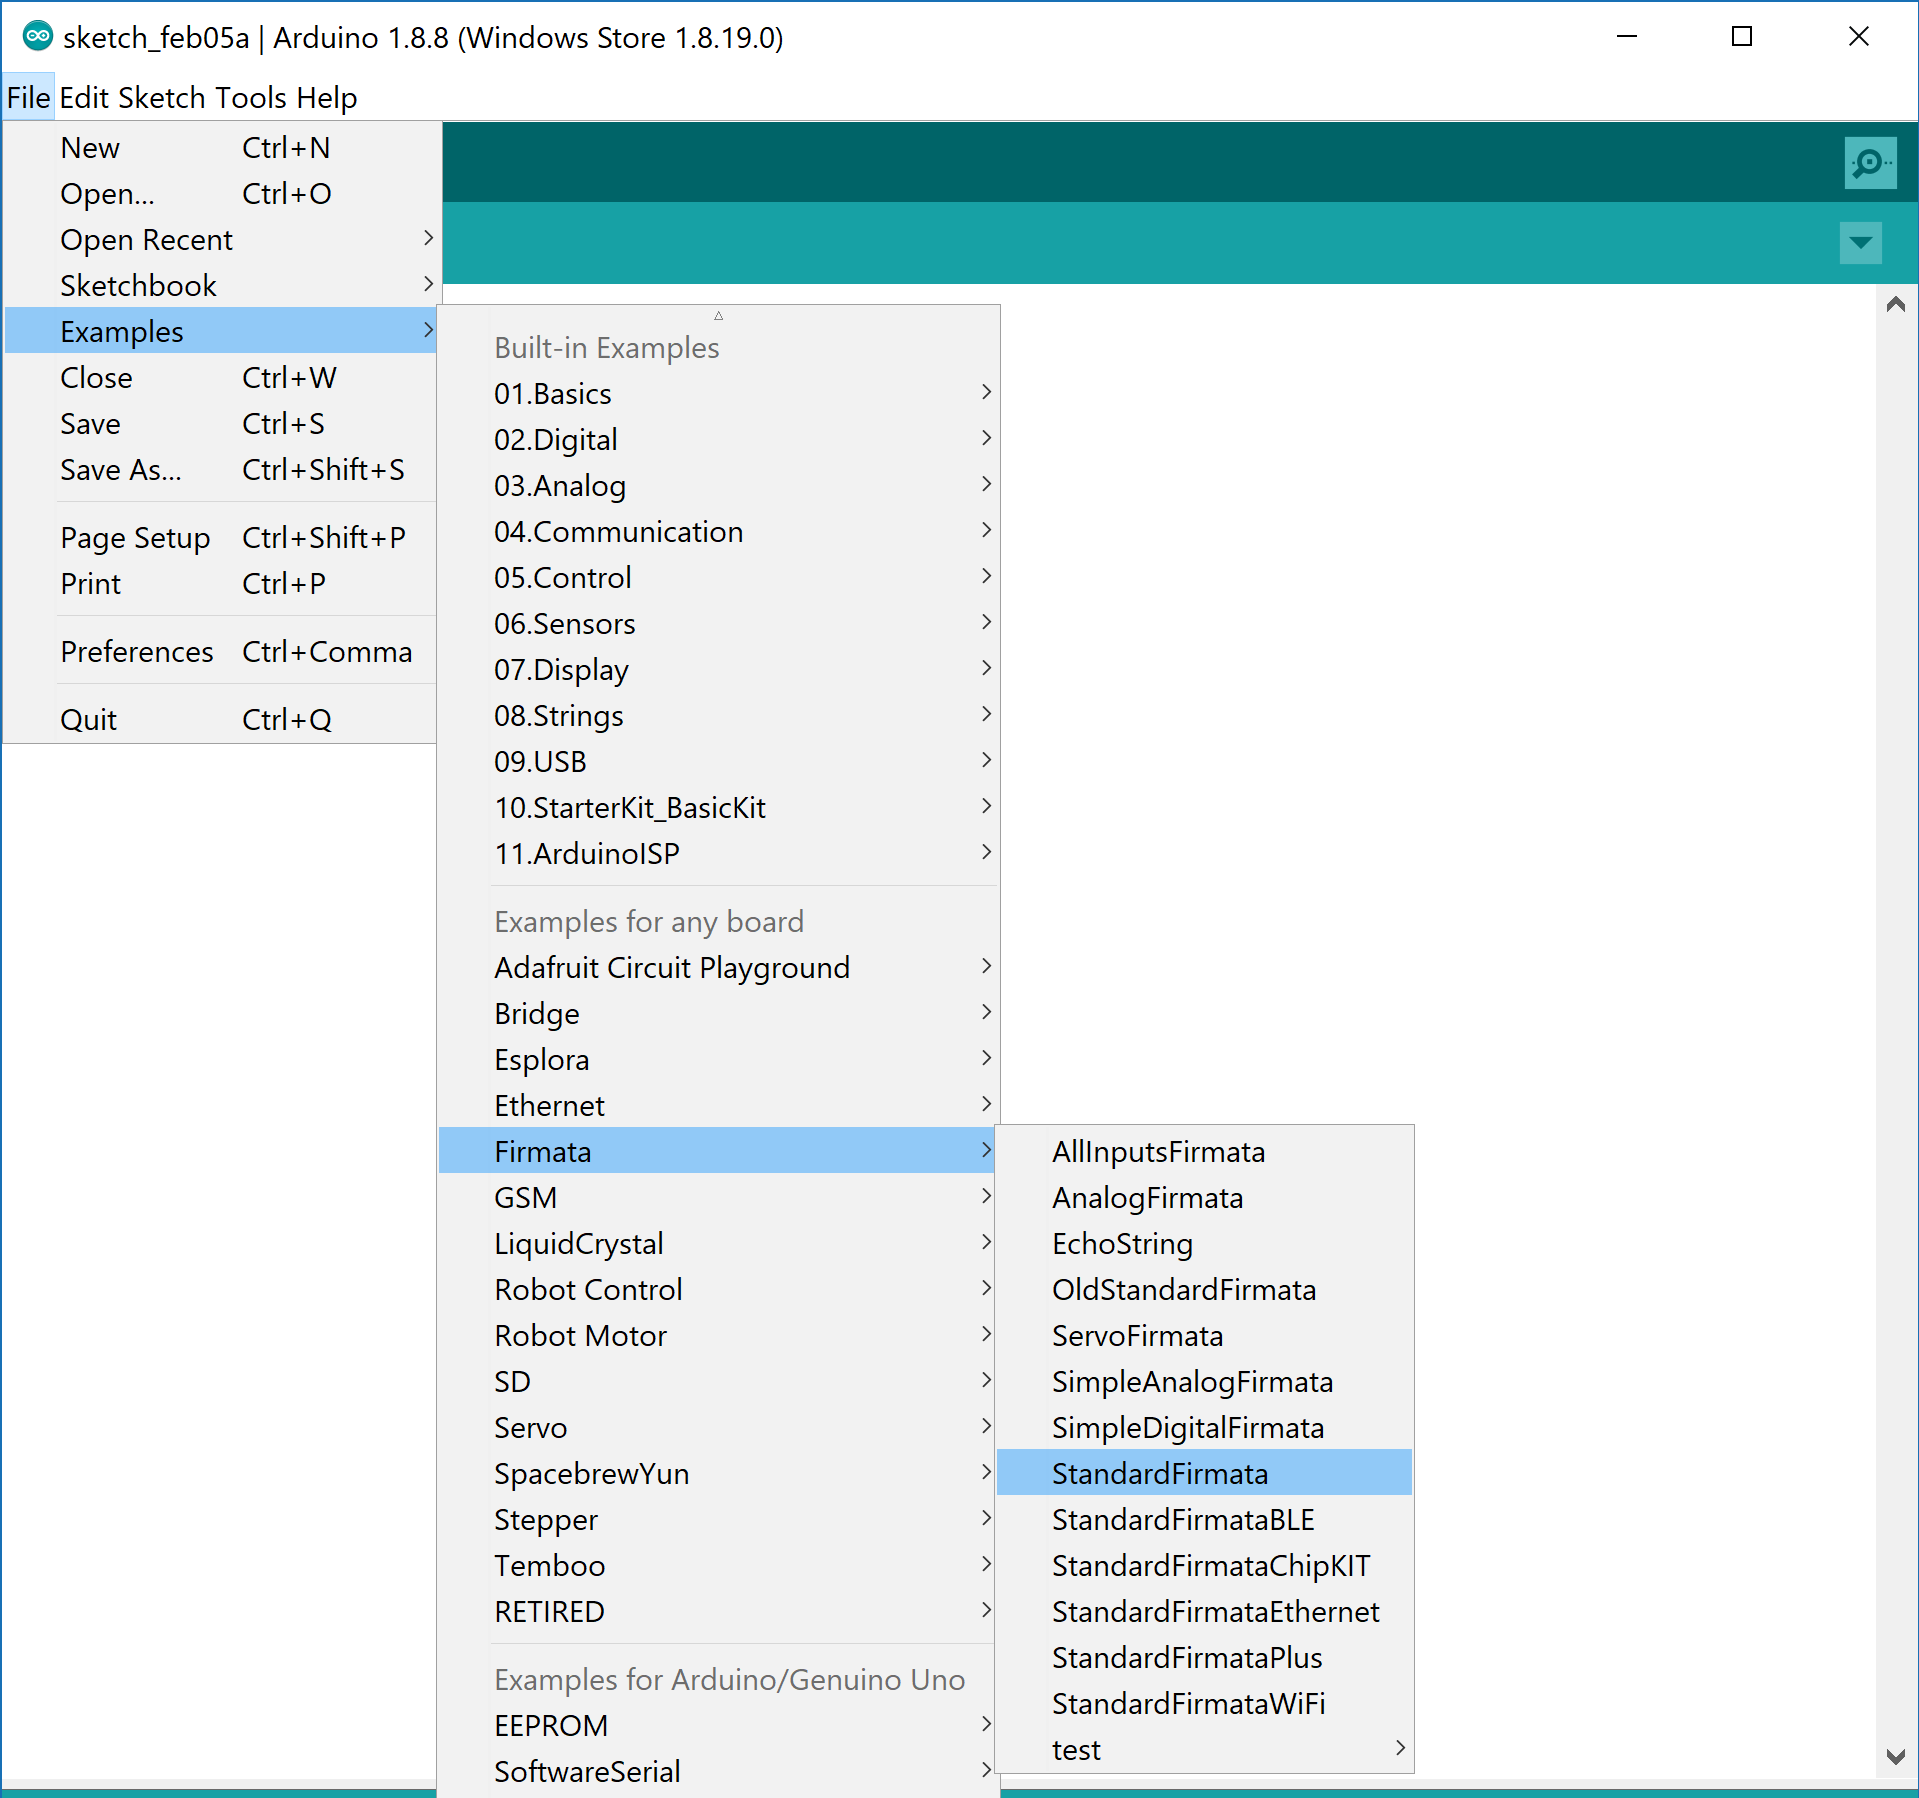 sketch_feb05a | Arduino 1.8.8 (Windows Store 1.8.19.0)
File Edit Sketch Tools Help
New Ctrl+N
Open... Ctrl+O
Open Recent
Sketchbook
Examples
Close Ctrl+W
Save Ctrl+S
Save As... Ctrl+Shift+S
Page Setup Ctrl+Shift+P
Print Ctrl+P
Preferences Ctrl+Comma
Quit Ctrl+Q
Built-in Examples
01.Basics
02.Digital
03.Analog
04.Communication
05.Control
06.Sensors
07.Display
08.Strings
09.USB
10.StarterKit_BasicKit
11.ArduinoISP
Examples for any board
Adafruit Circuit Playground
Bridge
Esplora
Ethernet
Firmata
GSM
LiquidCrystal
Robot Control
Robot Motor
SD
Servo
SpacebrewYun
Stepper
Temboo
RETIRED
Examples for Arduino/Genuino Uno
EEPROM
SoftwareSerial
AllInputsFirmata
AnalogFirmata
EchoString
OldStandardFirmata
ServoFirmata
SimpleAnalogFirmata
SimpleDigitalFirmata
StandardFirmata
StandardFirmataBLE
StandardFirmataChipKIT
StandardFirmataEthernet
StandardFirmataPlus
StandardFirmataWiFi
test